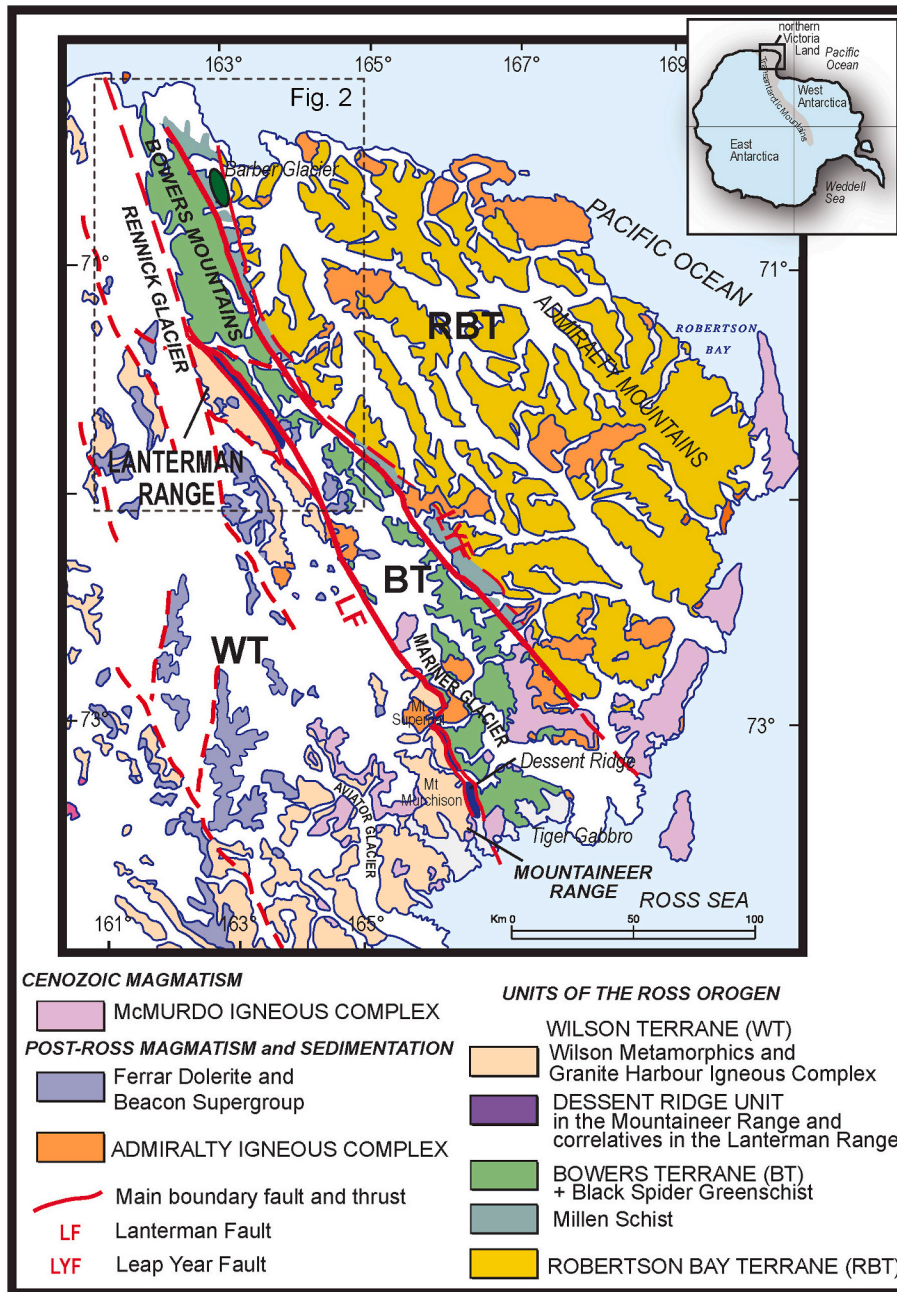 163°
165°
167°
169
Fig. 2
northern
Victoria
Land
Pacific
Ocean
Transantarctic Mountains
West
Antarctica
East
Antarctica
Weddell
Sea
Barber Glacier
BOWERS MOUNTAINS
RENNICK GLACIER
PACIFIC OCEAN
71°
71°
RBT
ADMIRALTY MOUNTAINS
ROBERTSON
BAY
LANTERMAN
RANGE
LYF
BT
LF
WT
MARINER GLACIER
73°
73°
Mt
Dessent Ridge
Mt
Murchison
AVIATOR GLACIER
Tiger Gabbro
MOUNTAINEER
RANGE
ROSS SEA
161°
163°
165°
Km 0
50
100
CENOZOIC MAGMATISM
McMURDO IGNEOUS COMPLEX
POST-ROSS MAGMATISM and SEDIMENTATION
Ferrar Dolerite and
Beacon Supergroup
ADMIRALTY IGNEOUS COMPLEX
Main boundary fault and thrust
LF
Lanterman Fault
LYF
Leap Year Fault
UNITS OF THE ROSS OROGEN
WILSON TERRANE (WT)
Wilson Metamorphics and
Granite Harbour Igneous Complex
DESSENT RIDGE UNIT
in the Mountaineer Range and
correlatives in the Lanterman Range
BOWERS TERRANE (BT)
+ Black Spider Greenschist
Millen Schist
ROBERTSON BAY TERRANE (RBT)